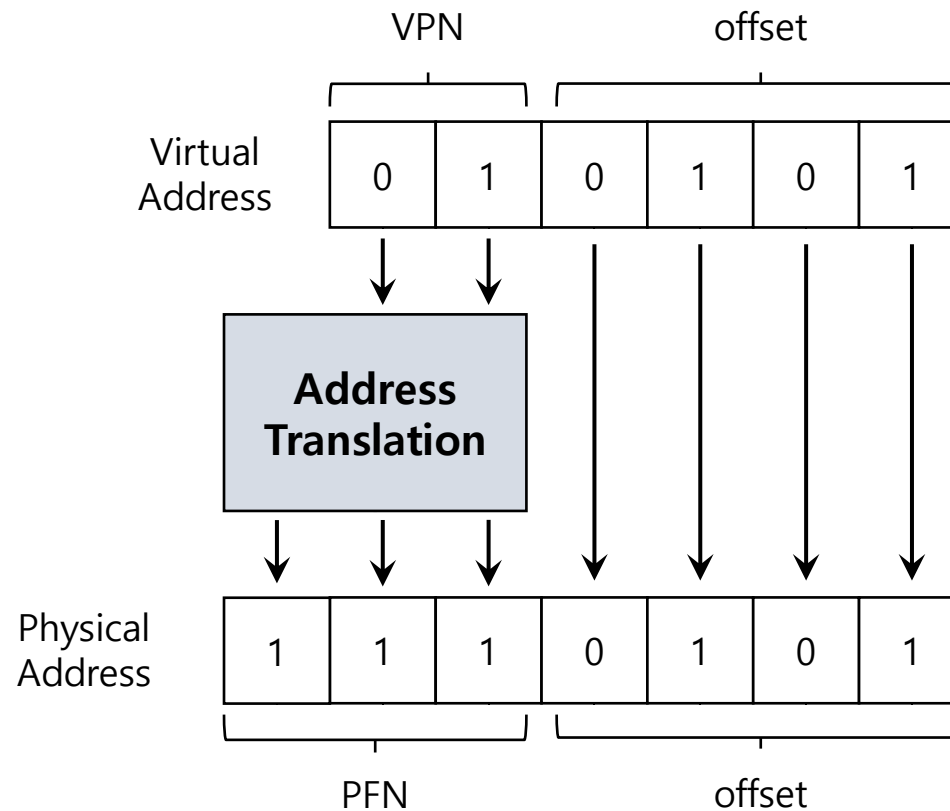 VPN offset
Virtual
Address
0 1 0 1 0 1
Address
Translation
Physical
Address
1 1 1 0 1 0 1
PFN offset